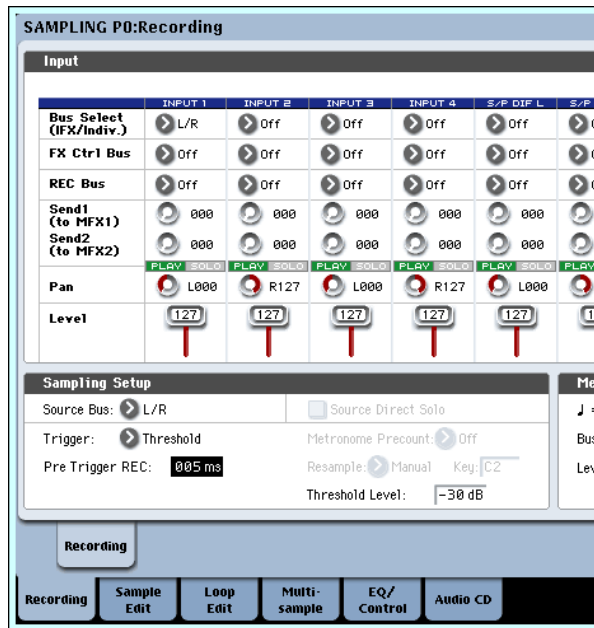 SAMPLING P0:Recording
Input
INPUT 1 INPUT 2 INPUT 3 INPUT 4 S/P DIF L S/P
Bus Select (IFX/Indiv.) L/R Off Off Off Off
FX Ctrl Bus Off Off Off Off Off
REC Bus Off Off Off Off Off
Send1 (to MFX1) 000 000 000 000 000
Send2 (to MFX2) 000 000 000 000 000
PLAY SOLO PLAY SOLO PLAY SOLO PLAY SOLO PLAY SOLO PLAY
Pan L000 R127 L000 R127 L000
Level 127 127 127 127 127
Sampling Setup
Source Bus: L/R Source Direct Solo
Trigger: Threshold Metronome Precount: Off
Pre Trigger REC: 005 ms Resample: Manual Key: C2
Threshold Level: -30 dB
Me
♩ =
Bus
Lev
Recording
Recording Sample Edit Loop Edit Multi-sample EQ/Control Audio CD